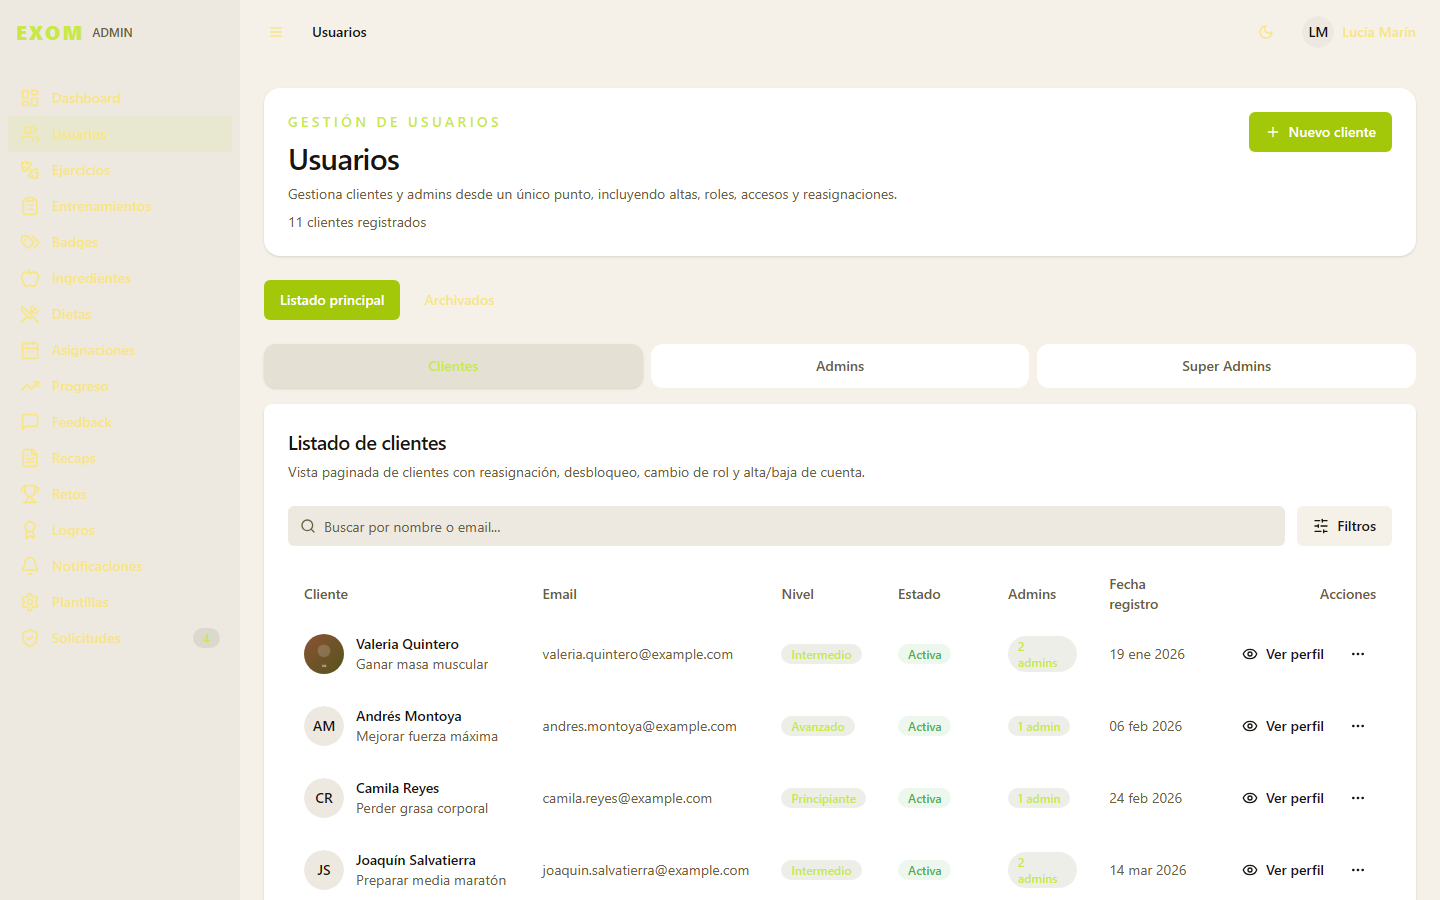 EXOM ADMIN
Dashboard
Usuarios
Ejercicios
Entrenamientos
Badges
Ingredientes
Dietas
Asignaciones
Progreso
Feedback
Recaps
Retos
Logros
Notificaciones
Plantillas
Solicitudes 4
Usuarios
LM Lucía Marín
GESTIÓN DE USUARIOS
Usuarios
Gestiona clientes y admins desde un único punto, incluyendo altas, roles, accesos y reasignaciones.
11 clientes registrados
+ Nuevo cliente
Listado principal Archivados
Clientes Admins Super Admins
Listado de clientes
Vista paginada de clientes con reasignación, desbloqueo, cambio de rol y alta/baja de cuenta.
Buscar por nombre o email... Filtros
Cliente Email Nivel Estado Admins Fecha registro Acciones
Valeria Quintero
Ganar masa muscular
valeria.quintero@example.com Intermedio Activa 2 admins 19 ene 2026 Ver perfil ...
AM Andrés Montoya
Mejorar fuerza máxima
andres.montoya@example.com Avanzado Activa 1 admin 06 feb 2026 Ver perfil ...
CR Camila Reyes
Perder grasa corporal
camila.reyes@example.com Principiante Activa 1 admin 24 feb 2026 Ver perfil ...
JS Joaquín Salvatierra
Preparar media maratón
joaquin.salvatierra@example.com Intermedio Activa 2 admins 14 mar 2026 Ver perfil ...